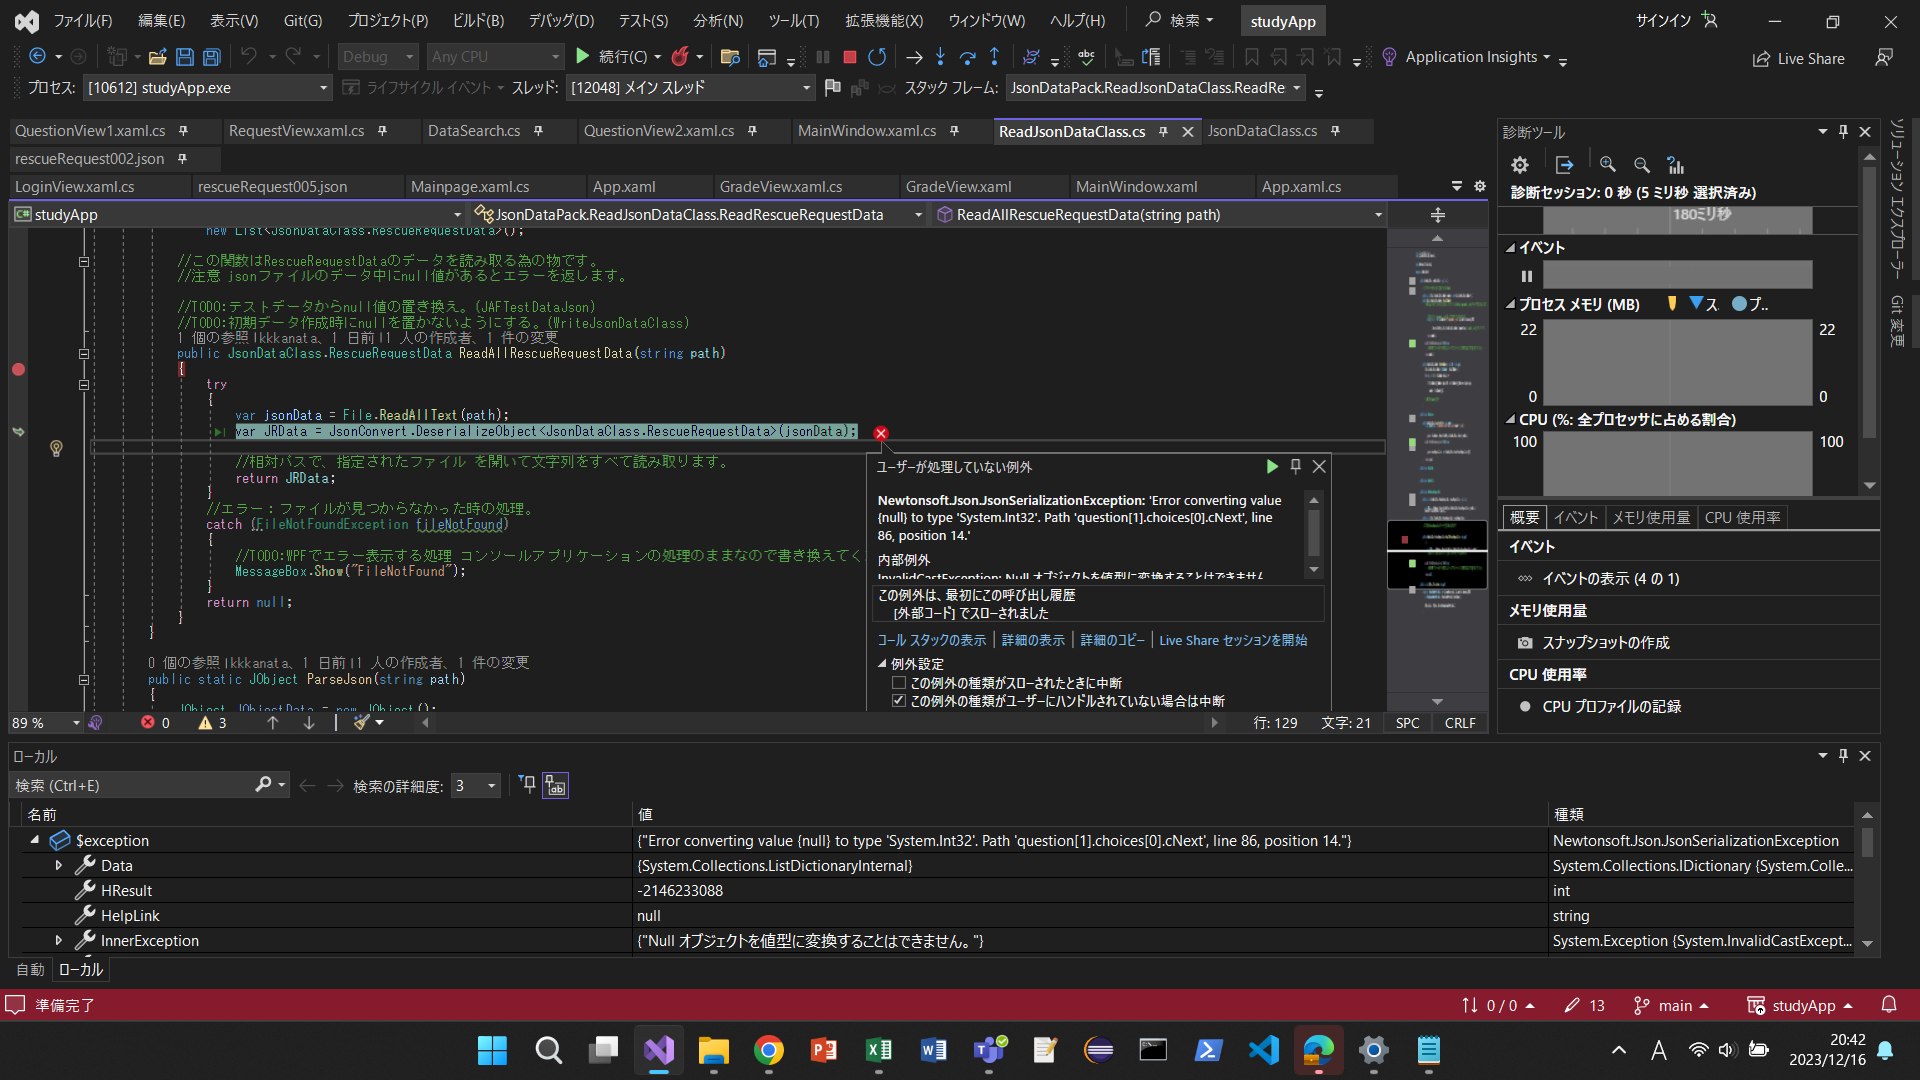 ファイル(F) 編集(E) 表示(V) Git(G) プロジェクト(P) ビルド(B) デバッグ(D) テスト(S) 分析(N) ツール(T) 拡張機能(X) ウィンドウ(W) ヘルプ(H) 検索 studyApp サインイン
Debug Any CPU 続行(C) Application Insights Live Share
プロセス: [10612] studyApp.exe ライフサイクル イベント スレッド: [12048] メイン スレッド スタック フレーム: JsonDataPack.ReadJsonDataClass.ReadRe
QuestionView1.xaml.cs RequestView.xaml.cs DataSearch.cs QuestionView2.xaml.cs MainWindow.xaml.cs ReadJsonDataClass.cs JsonDataClass.cs
rescueRequest002.json
LoginView.xaml.cs rescueRequest005.json Mainpage.xaml.cs App.xaml GradeView.xaml.cs GradeView.xaml MainWindow.xaml App.xaml.cs
studyApp JsonDataPack.ReadJsonDataClass.ReadRescueRequestData ReadAllRescueRequestData(string path)
new List<JsonDataClass.RescueRequestData>();
//この関数はRescueRequestDataのデータを読み取る為の物です。
//注意 jsonファイルのデータ中にnull値があるとエラーを返します。
//TODO:テストデータからnull値の置き換え。(JAFTestDataJson)
//TODO:初期データ作成時にnullを置かないようにする。(WriteJsonDataClass)
1 個の参照|kkkanata、1 日前|1 人の作成者、1 件の変更
public JsonDataClass.RescueRequestData ReadAllRescueRequestData(string path)
{
try
{
var jsonData = File.ReadAllText(path);
var JRData = JsonConvert.DeserializeObject<JsonDataClass.RescueRequestData>(jsonData);
//相対パスで、指定されたファイル を開いて文字列をすべて読み取ります。
return JRData;
}
//エラー：ファイルが見つからなかった時の処理。
catch (FileNotFoundException fileNotFound)
{
//TODO:WPFでエラー表示する処理 コンソールアプリケーションの処理のままなので書き換えてく
MessageBox.Show("FileNotFound");
}
return null;
}
}
0 個の参照|kkkanata、1 日前|1 人の作成者、1 件の変更
public static JObject ParseJson(string path)
{
JObject JObjectData = new JObject();
ユーザーが処理していない例外
Newtonsoft.Json.JsonSerializationException: 'Error converting value
{null} to type 'System.Int32'. Path 'question[1].choices[0].cNext', line
86, position 14.'
内部例外
InvalidCastException: Null オブジェクトを値型に変換することはできません
この例外は、最初にこの呼び出し履歴
[外部コード] でスローされました
コール スタックの表示 | 詳細の表示 | 詳細のコピー | Live Share セッションを開始
例外設定
この例外の種類がスローされたときに中断
この例外の種類がユーザーにハンドルされていない場合は中断
89 % 0 3 行: 129 文字: 21 SPC CRLF
診断ツール
診断セッション: 0 秒 (5 ミリ秒 選択済み)
180ミリ秒
イベント
プロセス メモリ (MB) ス. プ..
22 22
0 0
CPU (%: 全プロセッサに占める割合)
100 100
概要 イベント メモリ使用量 CPU 使用率
イベント
イベントの表示 (4 の 1)
メモリ使用量
スナップショットの作成
CPU 使用率
CPU プロファイルの記録
ソリューション エクスプローラー
Git 変更
ローカル
検索 (Ctrl+E) 検索の詳細度: 3
名前 値 種類
$exception {"Error converting value {null} to type 'System.Int32'. Path 'question[1].choices[0].cNext', line 86, position 14."} Newtonsoft.Json.JsonSerializationException
Data {System.Collections.ListDictionaryInternal} System.Collections.IDictionary {System.Colle...
HResult -2146233088 int
HelpLink null string
InnerException {"Null オブジェクトを値型に変換することはできません。"} System.Exception {System.InvalidCastExcept...
自動 ローカル
準備完了 0 / 0 13 main studyApp
A 20:42
2023/12/16